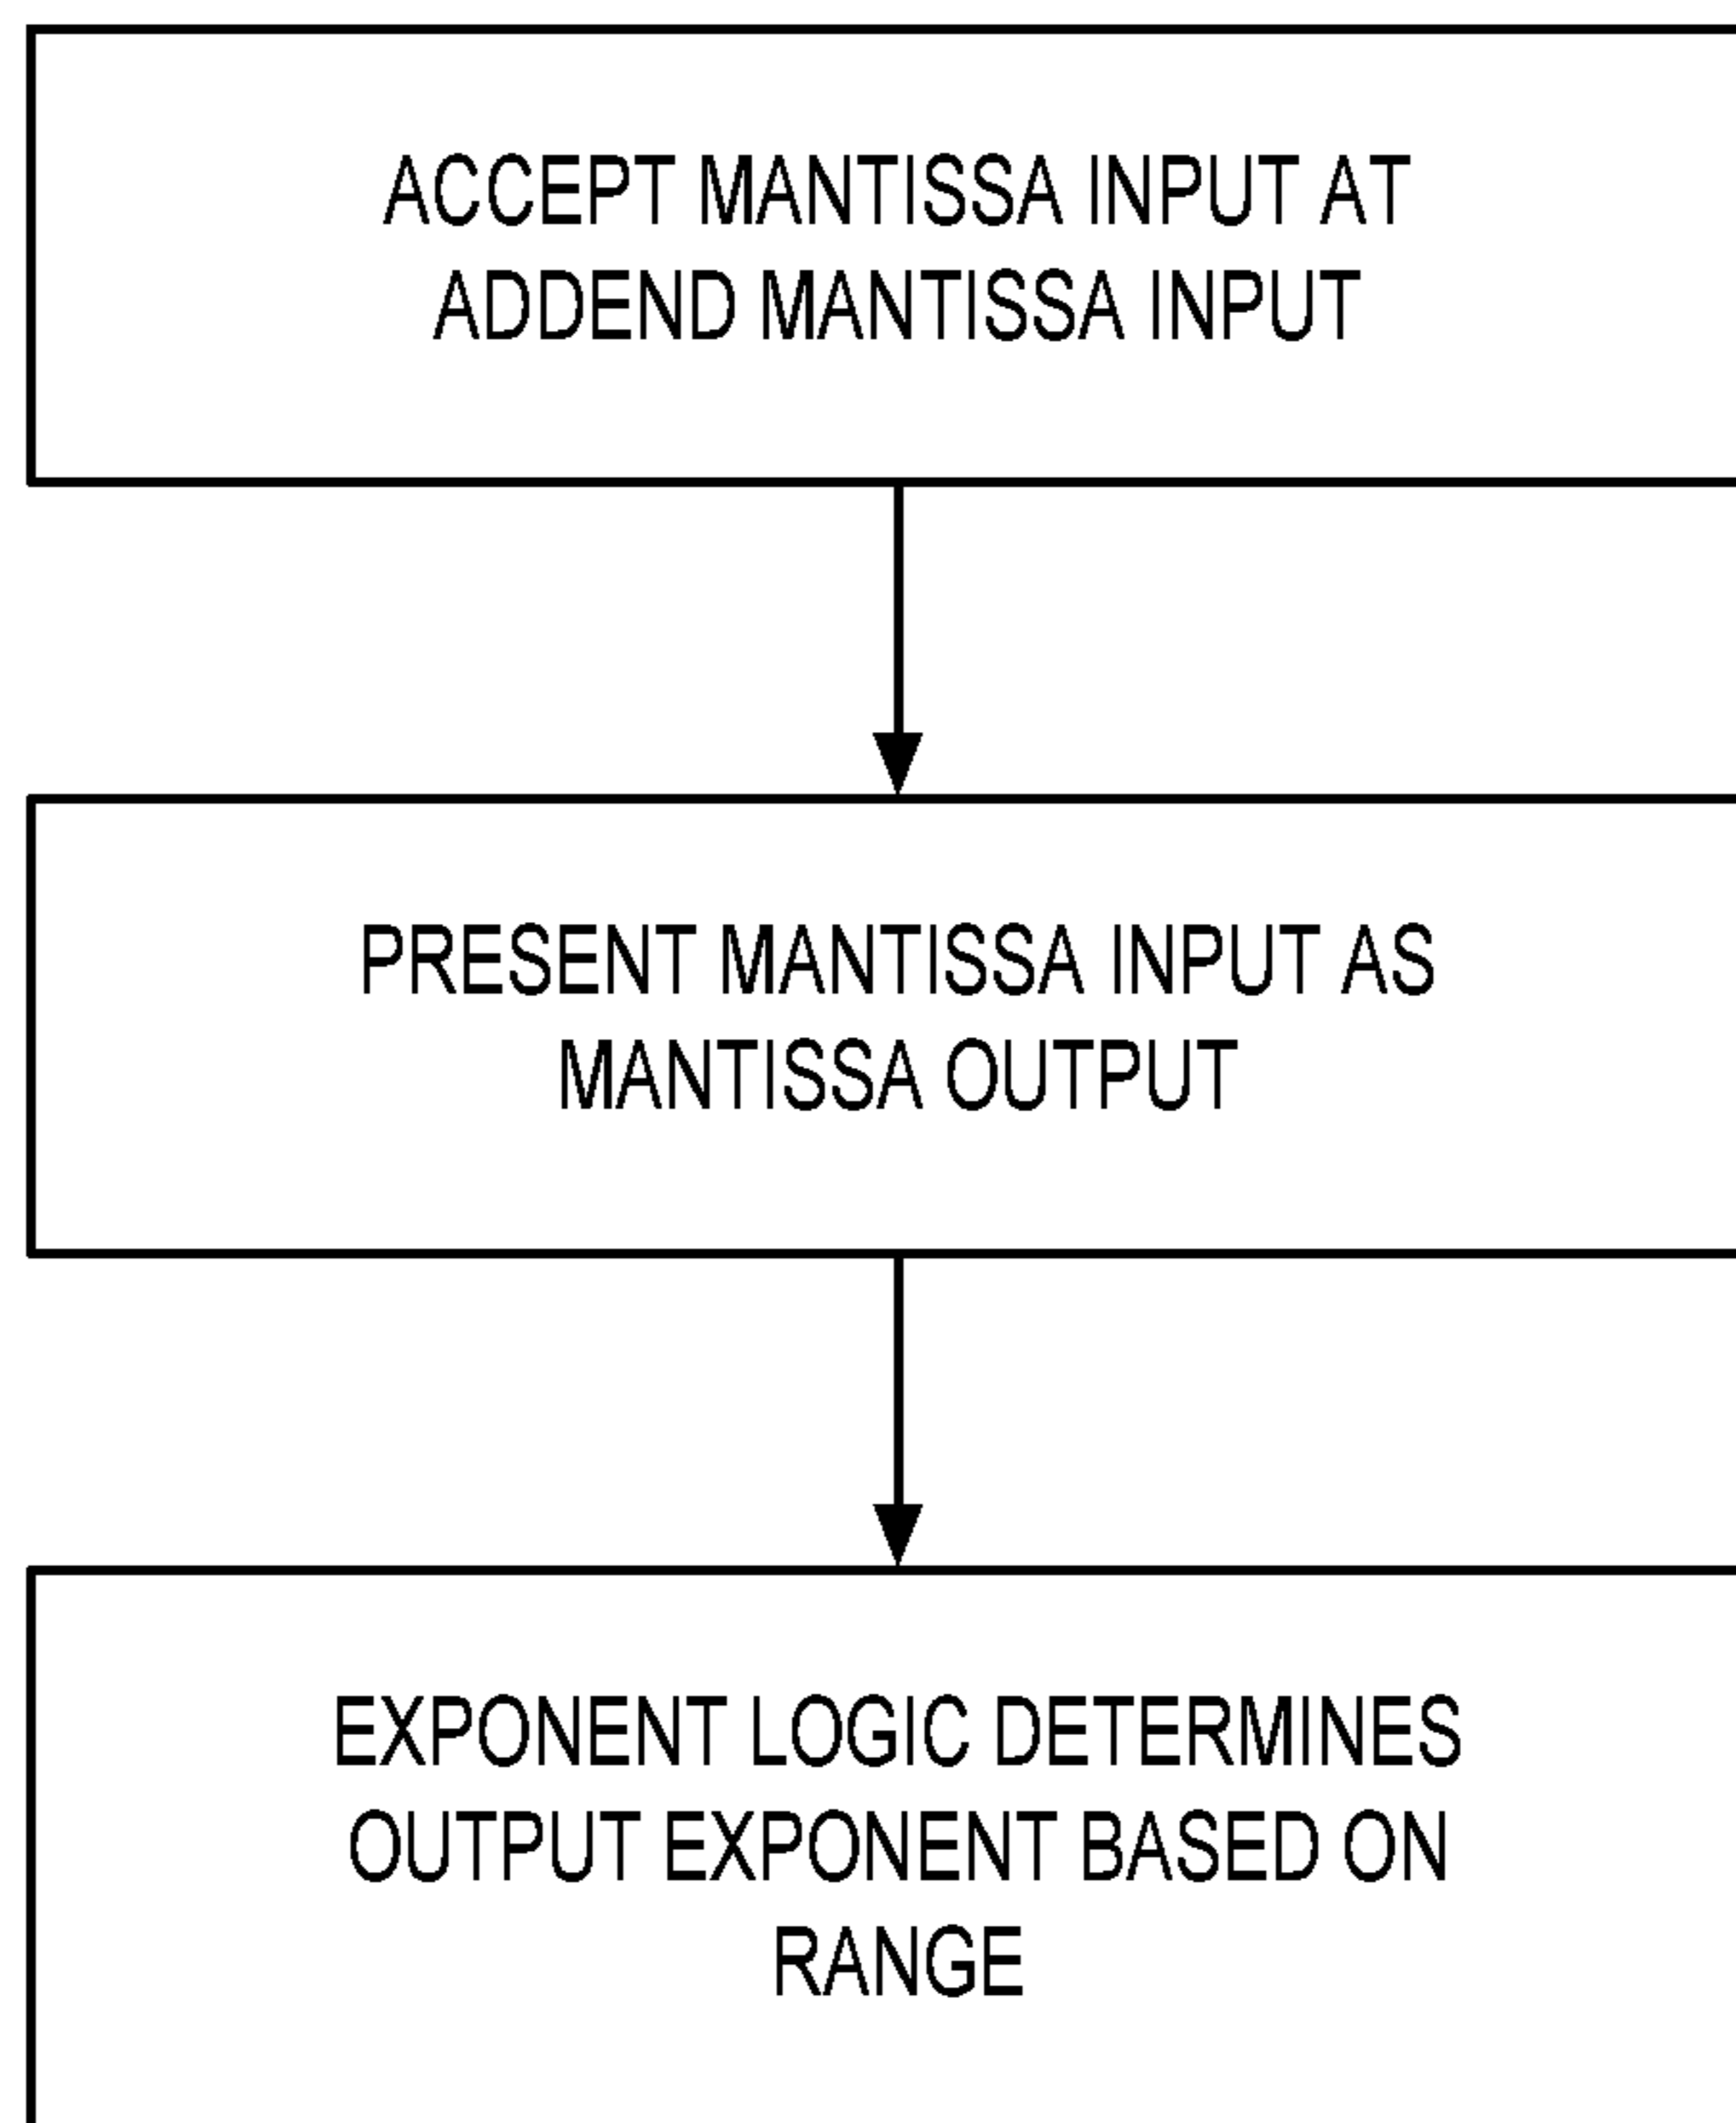 ACCEPT MANTISSA INPUT AT
ADDEND MANTISSA INPUT
PRESENT MANTISSA INPUT AS
MANTISSA OUTPUT
EXPONENT LOGIC DETERMINES
OUTPUT EXPONENT BASED ON
RANGE